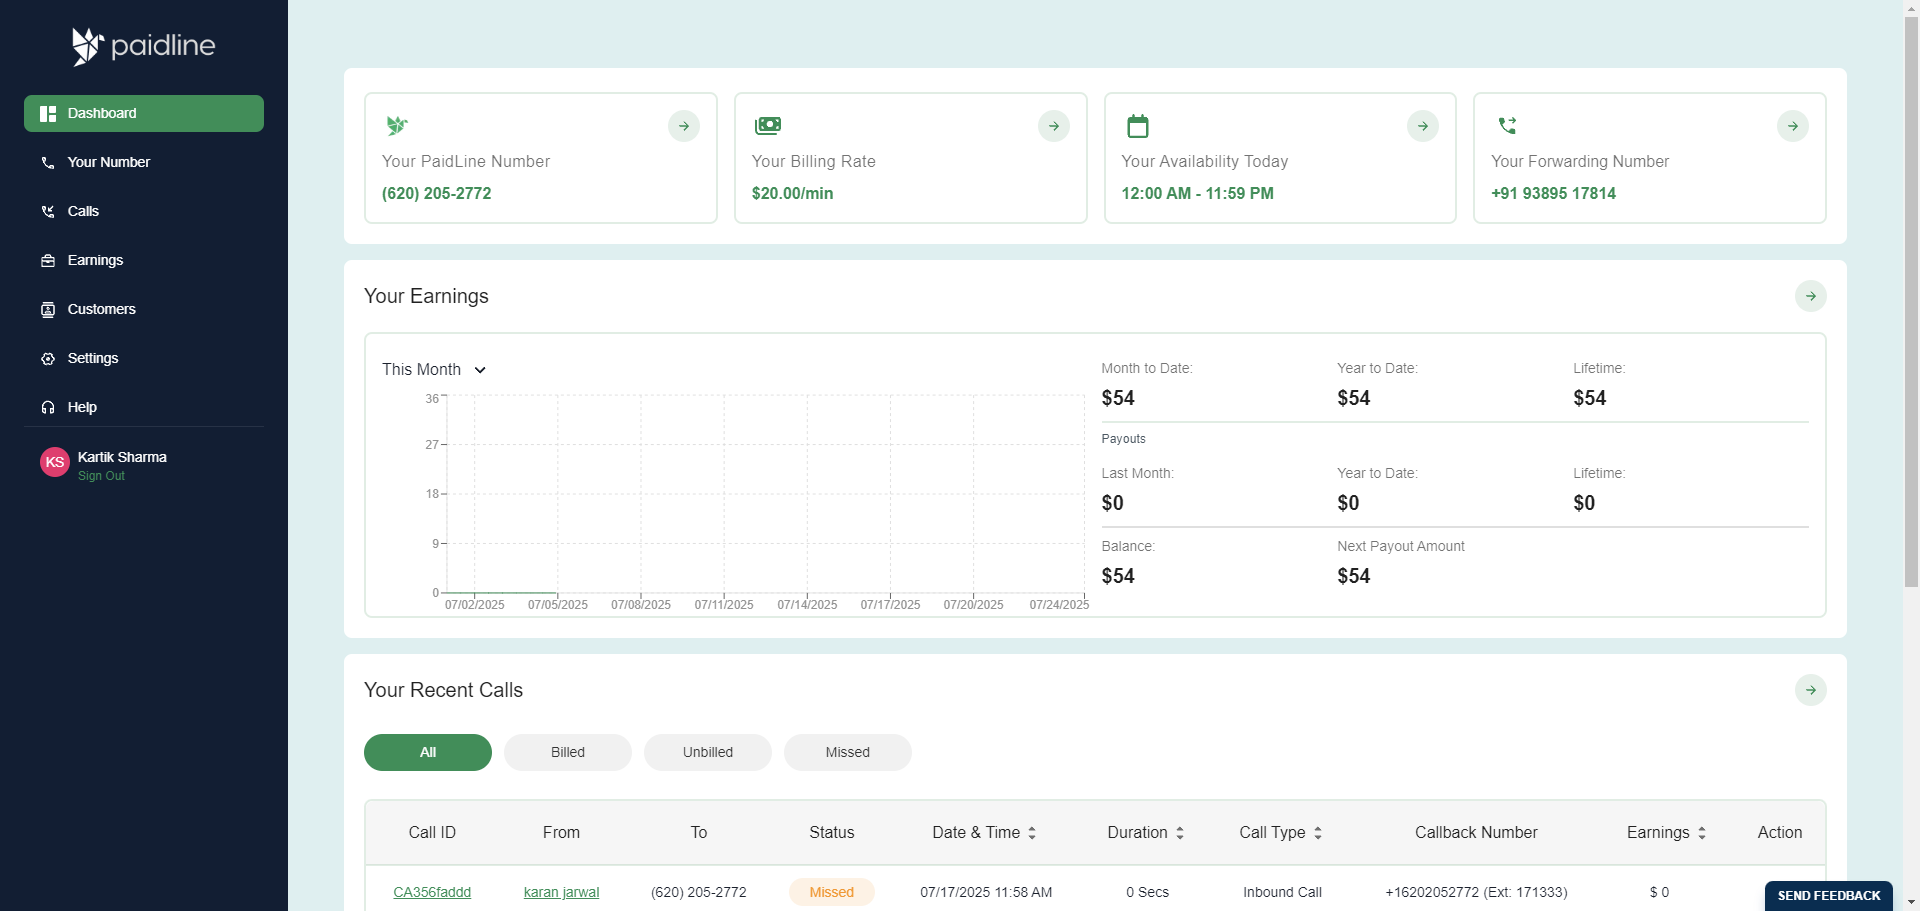 paidline
Dashboard
Your Number
Calls
Earnings
Customers
Settings
Help
KS
Kartik Sharma
Sign Out
Your PaidLine Number
(620) 205-2772
Your Billing Rate
$20.00/min
Your Availability Today
12:00 AM - 11:59 PM
Your Forwarding Number
+91 93895 17814
Your Earnings
This Month
36
27
18
9
0
07/02/2025 07/05/2025 07/08/2025 07/11/2025 07/14/2025 07/17/2025 07/20/2025 07/24/2025
Month to Date: Year to Date: Lifetime:
$54 $54 $54
Payouts
Last Month: Year to Date: Lifetime:
$0 $0 $0
Balance: Next Payout Amount
$54 $54
Your Recent Calls
All Billed Unbilled Missed
Call ID From To Status Date & Time Duration Call Type Callback Number Earnings Action
CA356faddd karan jarwal (620) 205-2772 Missed 07/17/2025 11:58 AM 0 Secs Inbound Call +16202052772 (Ext: 171333) $ 0
SEND FEEDBACK